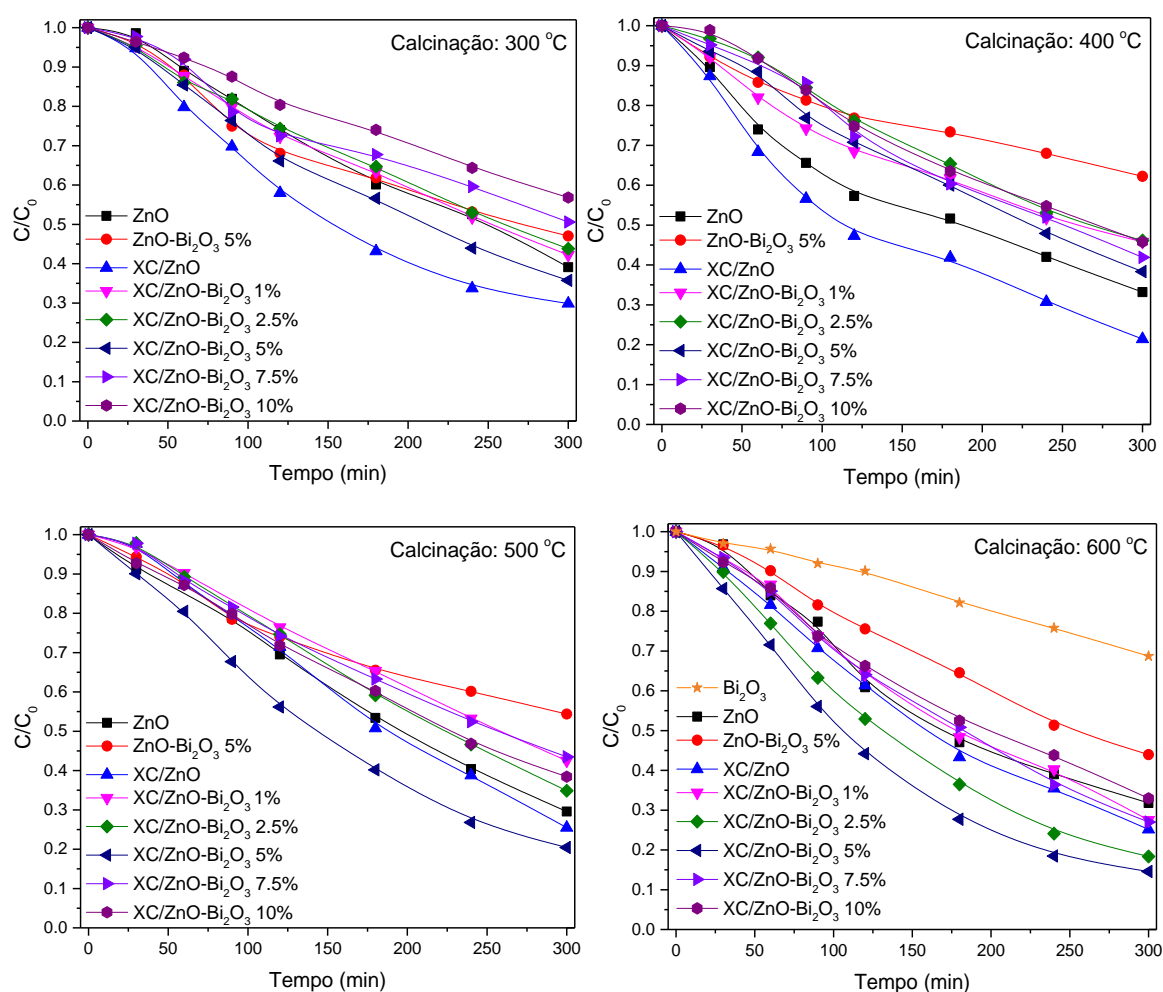 Calcinação: 300 °C
C/C₀
1.0
0.9
0.8
0.7
0.6
0.5
0.4
0.3
0.2
0.1
0.0
ZnO
ZnO-Bi₂O₃ 5%
XC/ZnO
XC/ZnO-Bi₂O₃ 1%
XC/ZnO-Bi₂O₃ 2.5%
XC/ZnO-Bi₂O₃ 5%
XC/ZnO-Bi₂O₃ 7.5%
XC/ZnO-Bi₂O₃ 10%
0 50 100 150 200 250 300
Tempo (min)
Calcinação: 400 °C
C/C₀
1.0
0.9
0.8
0.7
0.6
0.5
0.4
0.3
0.2
0.1
0.0
ZnO
ZnO-Bi₂O₃ 5%
XC/ZnO
XC/ZnO-Bi₂O₃ 1%
XC/ZnO-Bi₂O₃ 2.5%
XC/ZnO-Bi₂O₃ 5%
XC/ZnO-Bi₂O₃ 7.5%
XC/ZnO-Bi₂O₃ 10%
0 50 100 150 200 250 300
Tempo (min)
Calcinação: 500 °C
C/C₀
1.0
0.9
0.8
0.7
0.6
0.5
0.4
0.3
0.2
0.1
0.0
ZnO
ZnO-Bi₂O₃ 5%
XC/ZnO
XC/ZnO-Bi₂O₃ 1%
XC/ZnO-Bi₂O₃ 2.5%
XC/ZnO-Bi₂O₃ 5%
XC/ZnO-Bi₂O₃ 7.5%
XC/ZnO-Bi₂O₃ 10%
0 50 100 150 200 250 300
Tempo (min)
Calcinação: 600 °C
C/C₀
1.0
0.9
0.8
0.7
0.6
0.5
0.4
0.3
0.2
0.1
0.0
Bi₂O₃
ZnO
ZnO-Bi₂O₃ 5%
XC/ZnO
XC/ZnO-Bi₂O₃ 1%
XC/ZnO-Bi₂O₃ 2.5%
XC/ZnO-Bi₂O₃ 5%
XC/ZnO-Bi₂O₃ 7.5%
XC/ZnO-Bi₂O₃ 10%
0 50 100 150 200 250 300
Tempo (min)